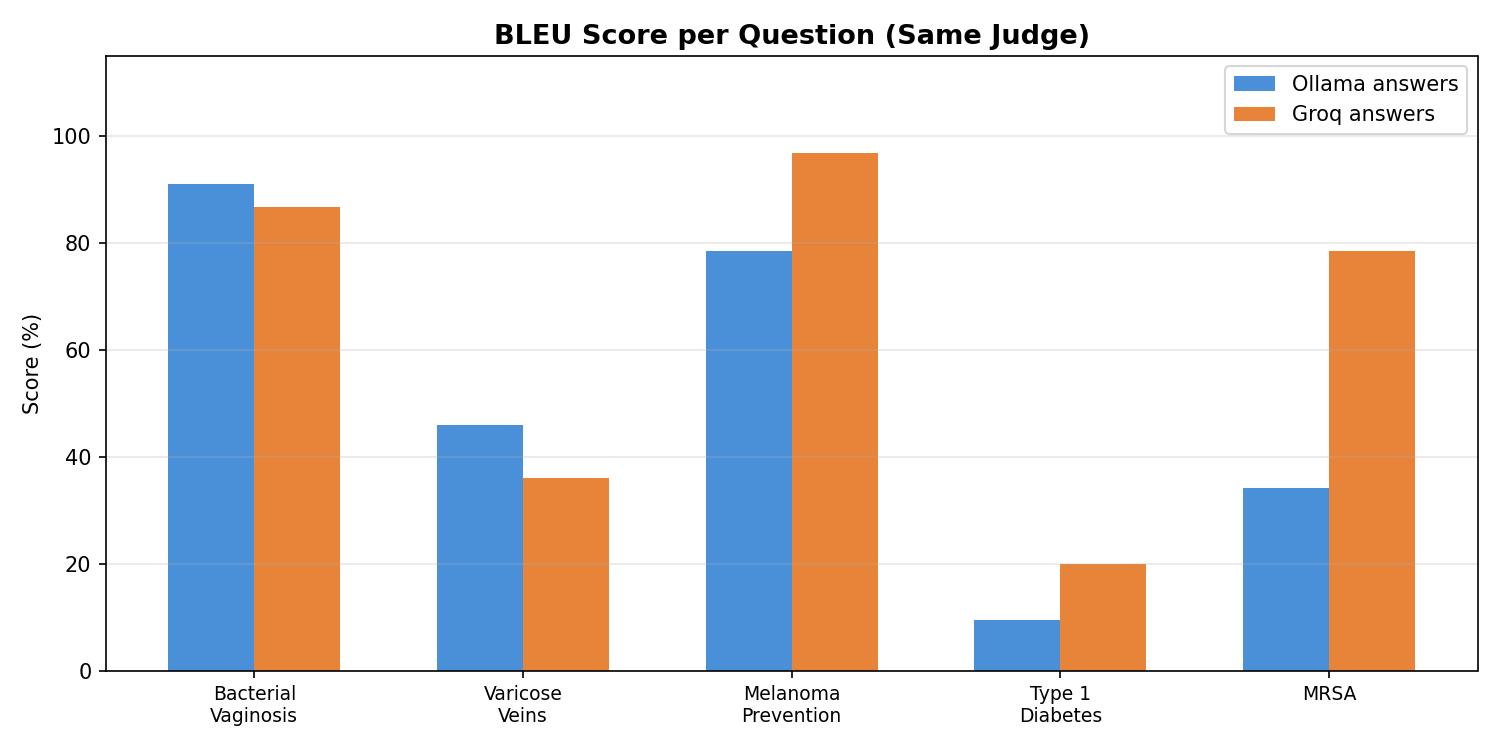 BLEU Score per Question (Same Judge)
Ollama answers
Groq answers
Score (%)
100
80
60
40
20
0
Bacterial
Vaginosis
Varicose
Veins
Melanoma
Prevention
Type 1
Diabetes
MRSA